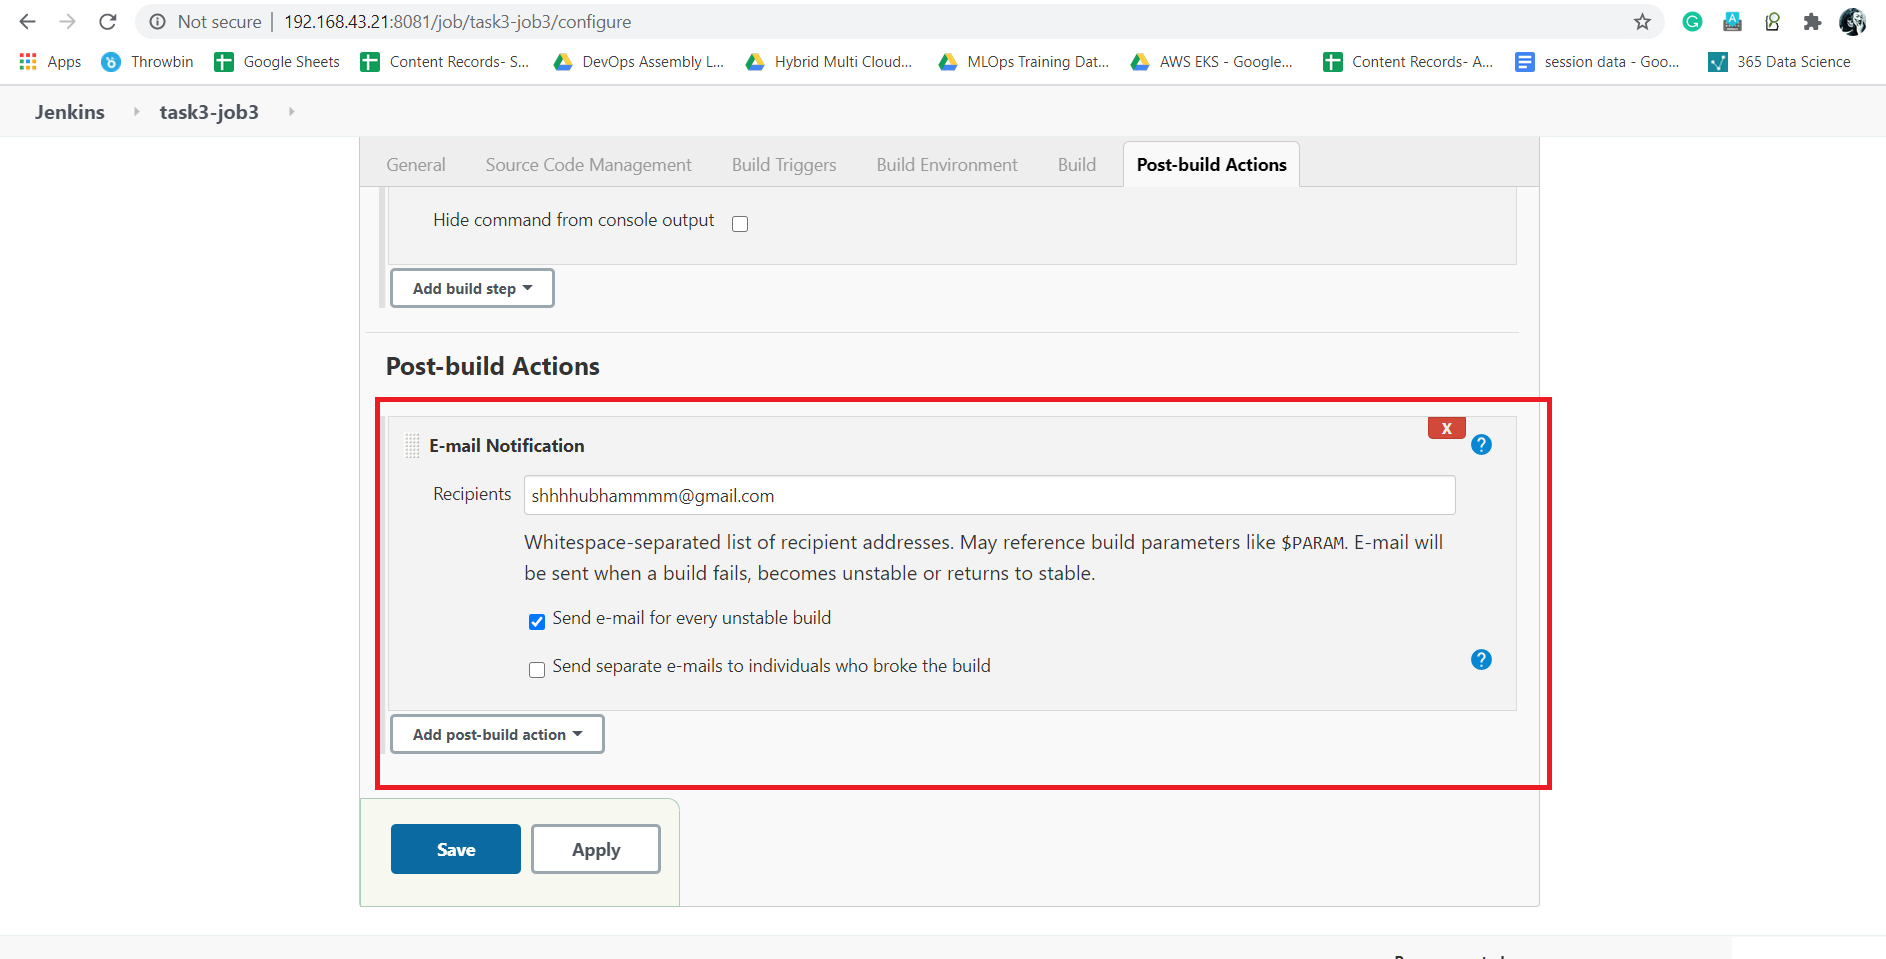 Not secure | 192.168.43.21:8081/job/task3-job3/configure
Apps Throwbin Google Sheets Content Records- S... DevOps Assembly L... Hybrid Multi Cloud... MLOps Training Dat... AWS EKS - Google... Content Records- A... session data - Goo... 365 Data Science
Jenkins task3-job3
General Source Code Management Build Triggers Build Environment Build Post-build Actions
Hide command from console output
Add build step
Post-build Actions
X
E-mail Notification ?
Recipients shhhhubhammmm@gmail.com
Whitespace-separated list of recipient addresses. May reference build parameters like $PARAM. E-mail will
be sent when a build fails, becomes unstable or returns to stable.
Send e-mail for every unstable build
Send separate e-mails to individuals who broke the build ?
Add post-build action
Save Apply